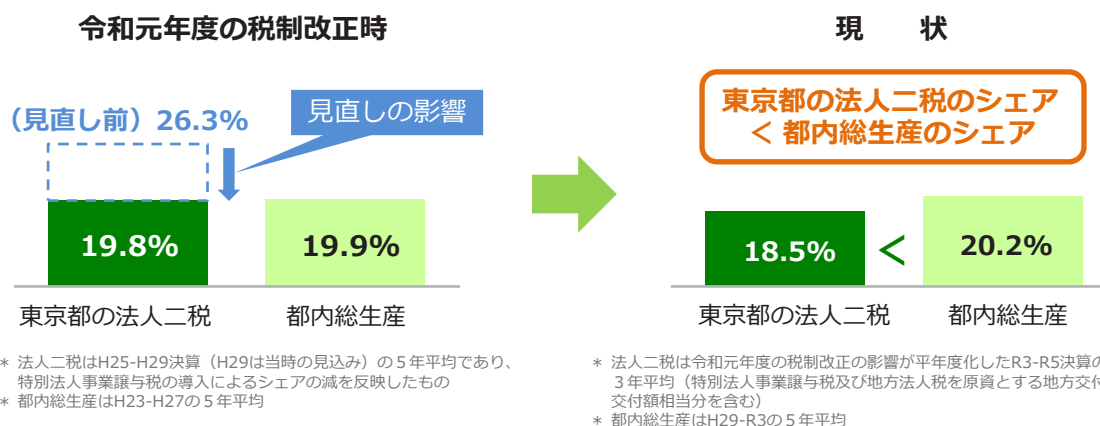 令和元年度の税制改正時
（見直し前）26.3%
見直しの影響
19.8%
19.9%
東京都の法人二税
都内総生産
＊ 法人二税はH25-H29決算（H29は当時の見込み）の５年平均であり、
特別法人事業譲与税の導入によるシェアの減を反映したもの
＊ 都内総生産はH23-H27の５年平均
現 状
東京都の法人二税のシェア
＜ 都内総生産のシェア
18.5%
＜
20.2%
東京都の法人二税
都内総生産
＊ 法人二税は令和元年度の税制改正の影響が平年度化したR3-R5決算の
３年平均（特別法人事業譲与税及び地方法人税を原資とする地方交付
交付額相当分を含む）
＊ 都内総生産はH29-R3の５年平均